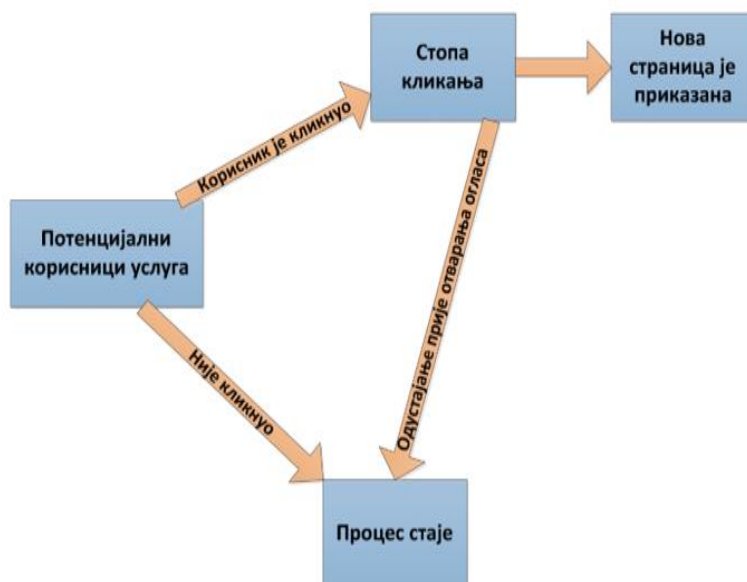 Стопа
кликања
Нова
страница је
приказана
Корисник је кликнуо
Потенцијални
корисници услуга
Одустајање прије отварања огласа
Није кликнуо
Процес стаје